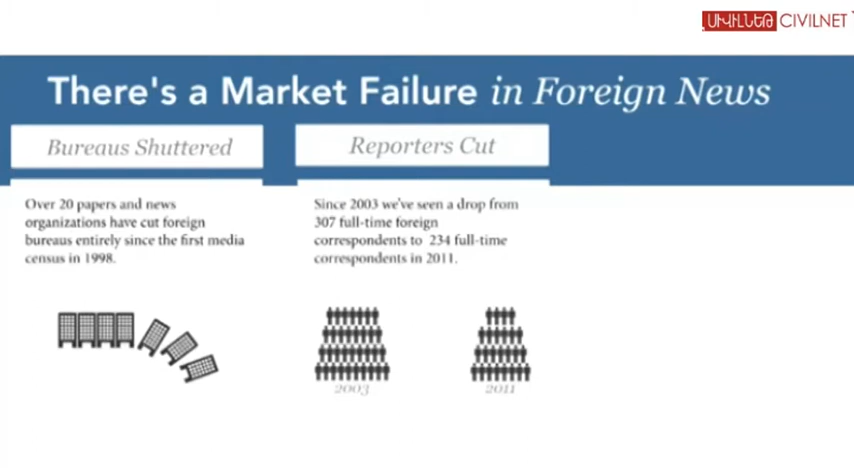 ՍԻՎԻԼՆԵԹ CIVILNET
There's a Market Failure in Foreign News
Bureaus Shuttered
Over 20 papers and news
organizations have cut foreign
bureaus entirely since the first media
census in 1998.
Reporters Cut
Since 2003 we've seen a drop from
307 full-time foreign
correspondents to 234 full-time
correspondents in 2011.
2003
2011